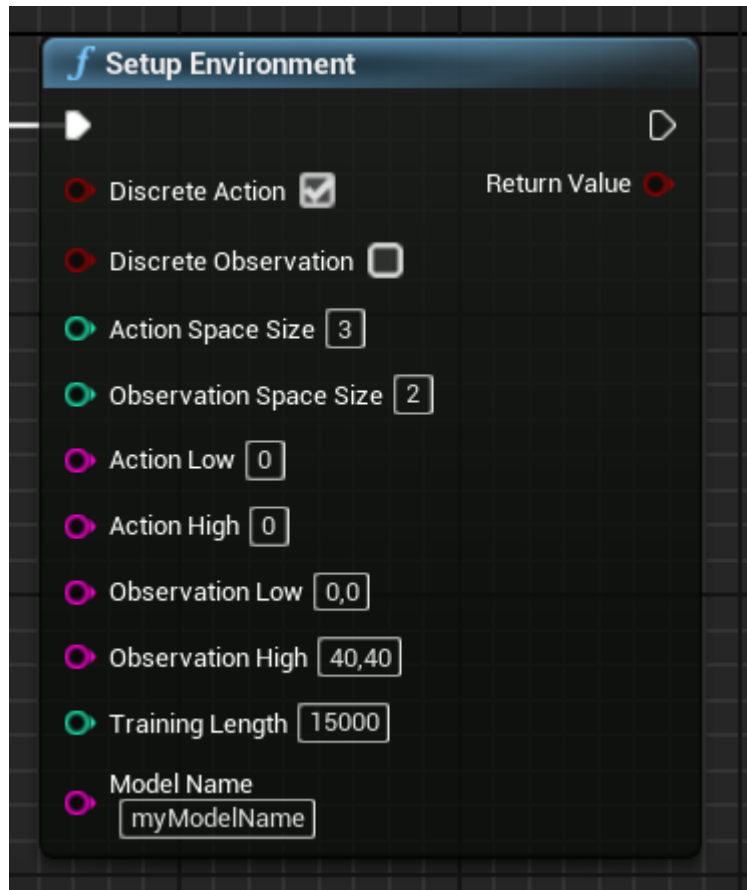 f Setup Environment
Discrete Action
Return Value
Discrete Observation
Action Space Size 3
Observation Space Size 2
Action Low 0
Action High 0
Observation Low 0,0
Observation High 40,40
Training Length 15000
Model Name
myModelName